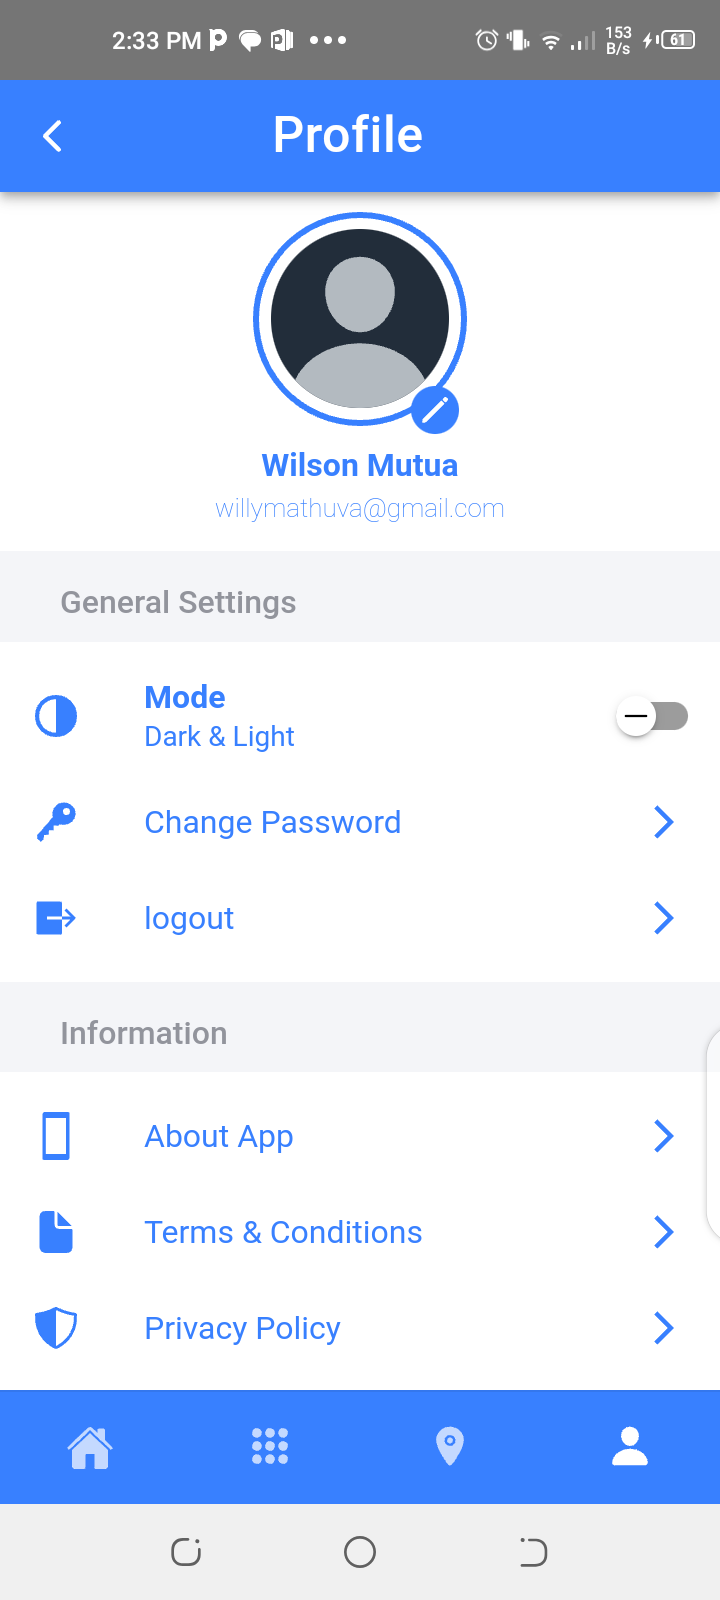 2:33 PM
153
B/s
61
Profile
Wilson Mutua
willymathuva@gmail.com
General Settings
Mode
Dark & Light
Change Password
logout
Information
About App
Terms & Conditions
Privacy Policy